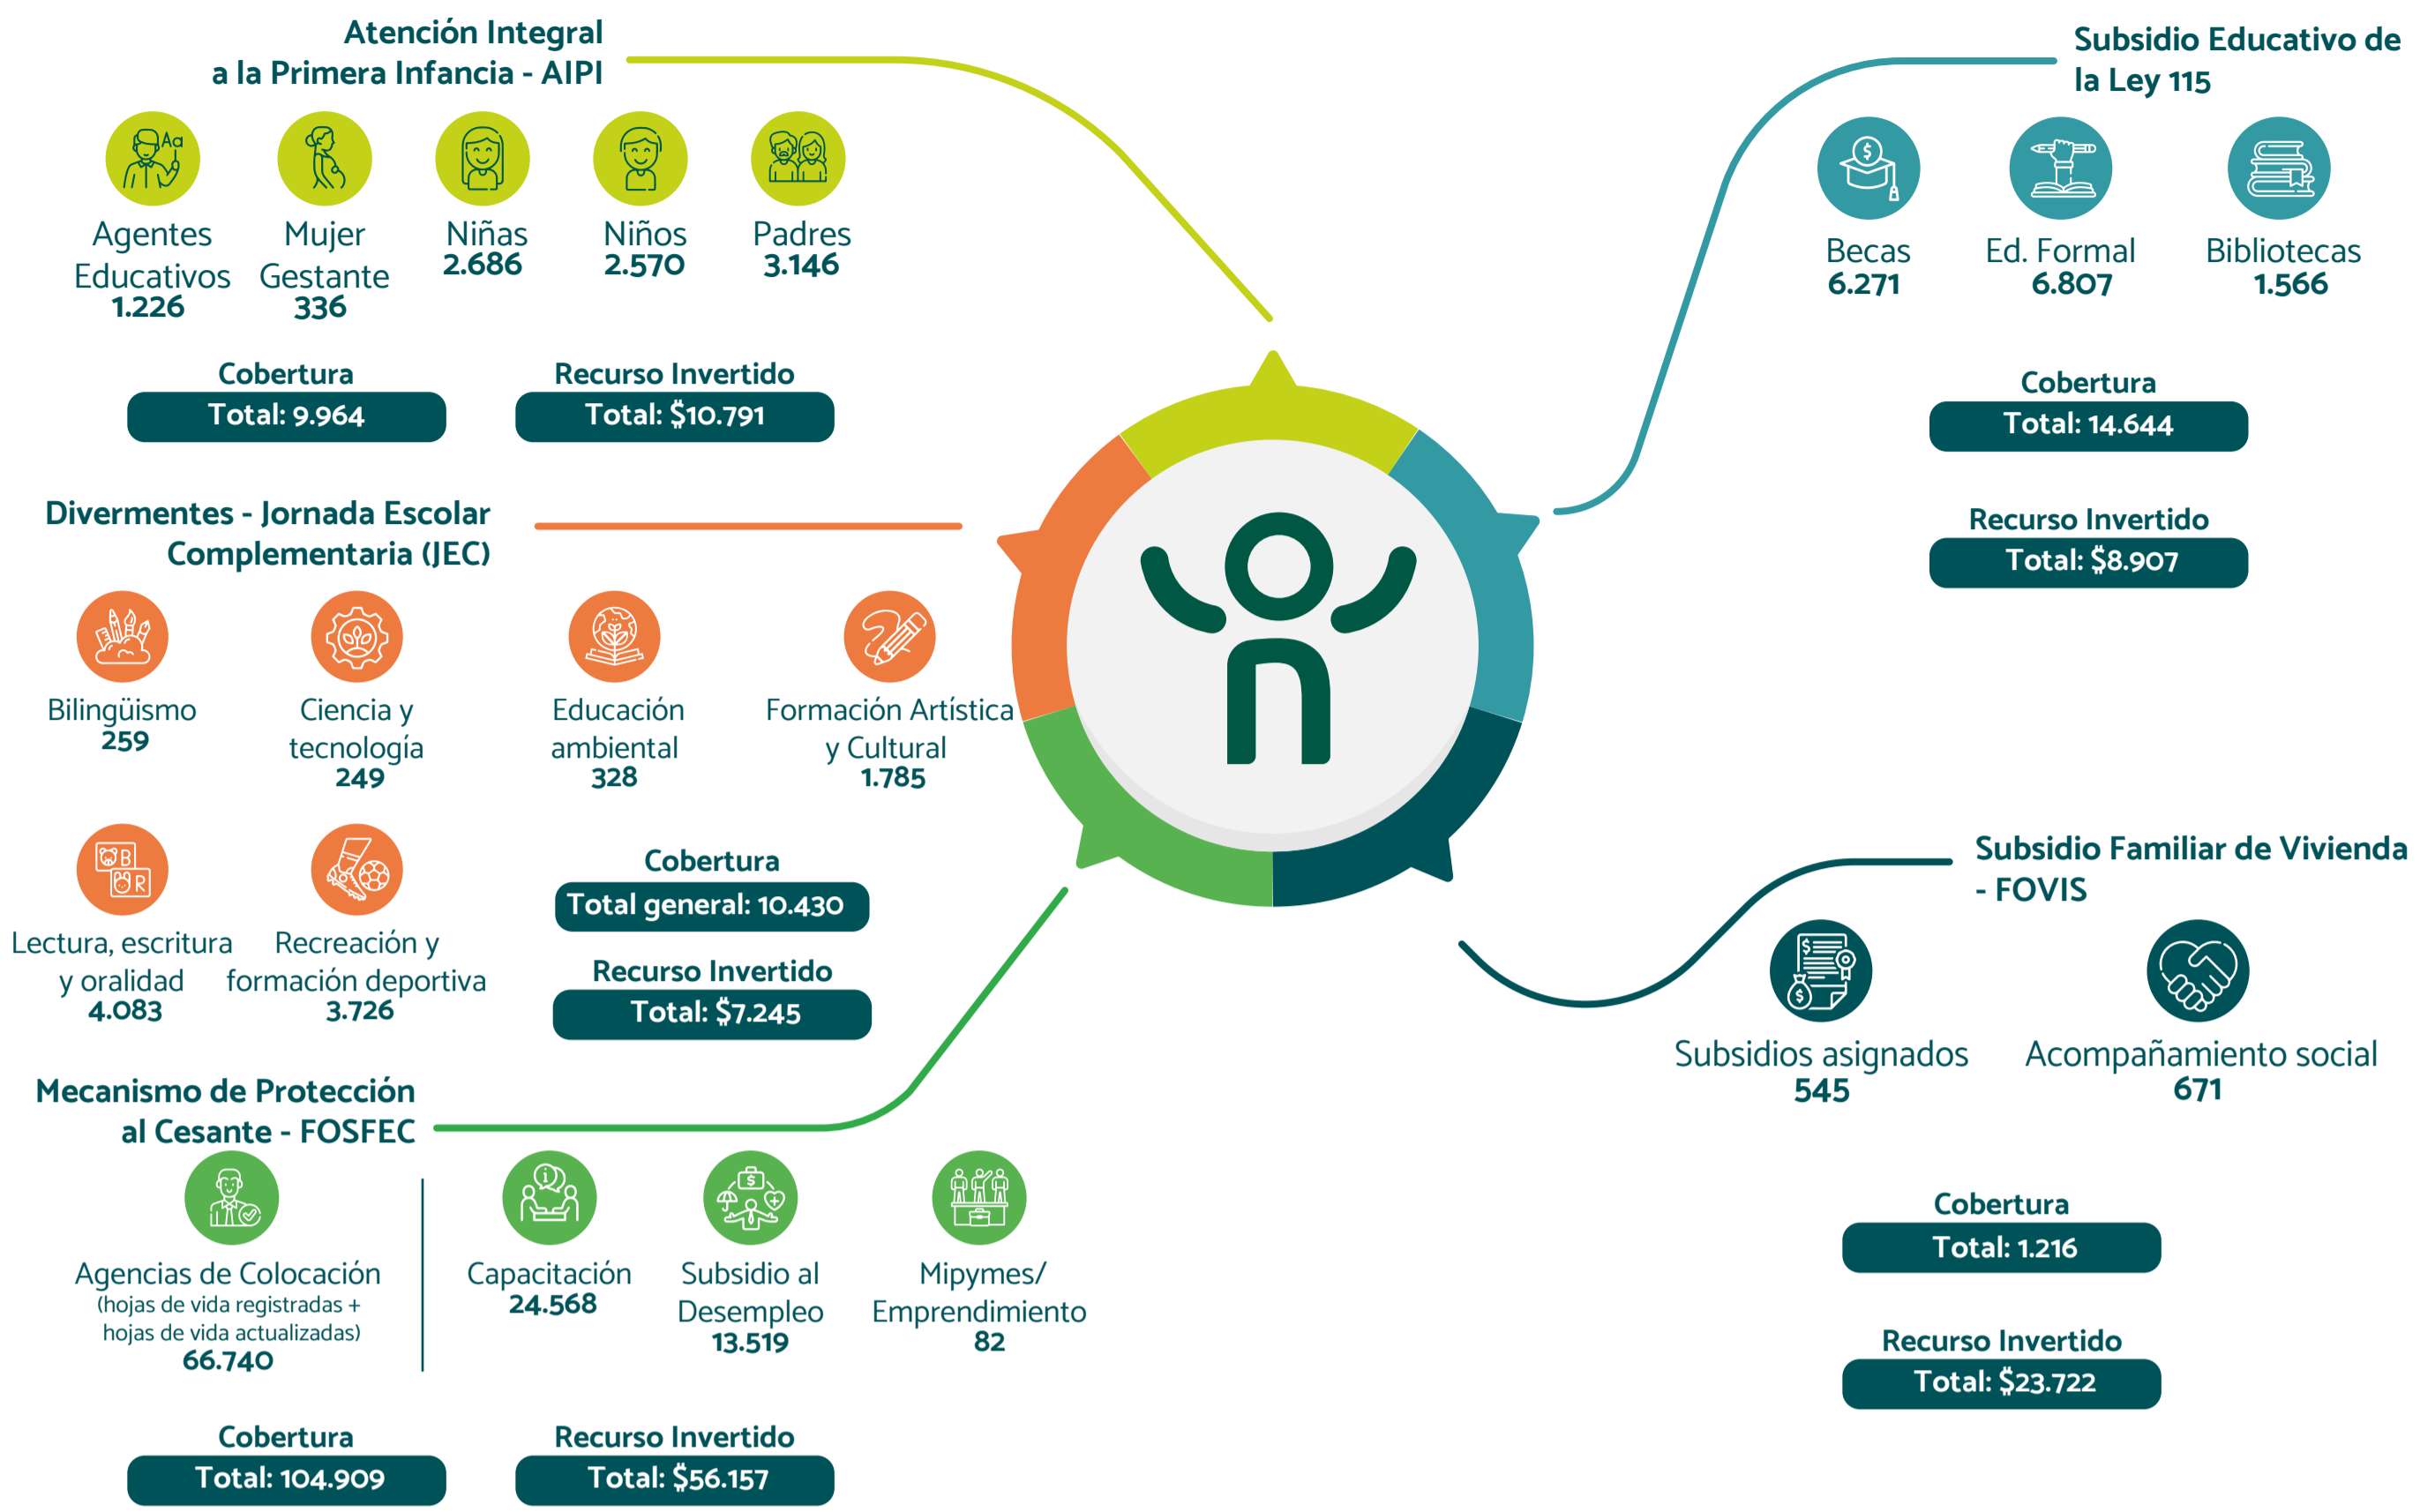 Atención Integral
a la Primera Infancia - AIPI
Aa
Agentes
Educativos
1.226
Mujer
Gestante
336
Niñas
2.686
Niños
2.570
Padres
3.146
Cobertura
Total: 9.964
Recurso Invertido
Total: $10.791
Subsidio Educativo de
la Ley 115
$
Becas
6.271
Ed. Formal
6.807
Bibliotecas
1.566
Cobertura
Total: 14.644
Recurso Invertido
Total: $8.907
Divermentes - Jornada Escolar
Complementaria (JEC)
Bilingüismo
259
Ciencia y
tecnología
249
Educación
ambiental
328
Formación Artística
y Cultural
1.785
B
R
Lectura, escritura
y oralidad
4.083
Recreación y
formación deportiva
3.726
Cobertura
Total general: 10.430
Recurso Invertido
Total: $7.245
Subsidio Familiar de Vivienda
- FOVIS
$
$
Subsidios asignados
545
Acompañamiento social
671
Cobertura
Total: 1.216
Recurso Invertido
Total: $23.722
Mecanismo de Protección
al Cesante - FOSFEC
Agencias de Colocación
(hojas de vida registradas +
hojas de vida actualizadas)
66.740
i
Capacitación
24.568
$
Subsidio al
Desempleo
13.519
Mipymes/
Emprendimiento
82
Cobertura
Total: 104.909
Recurso Invertido
Total: $56.157